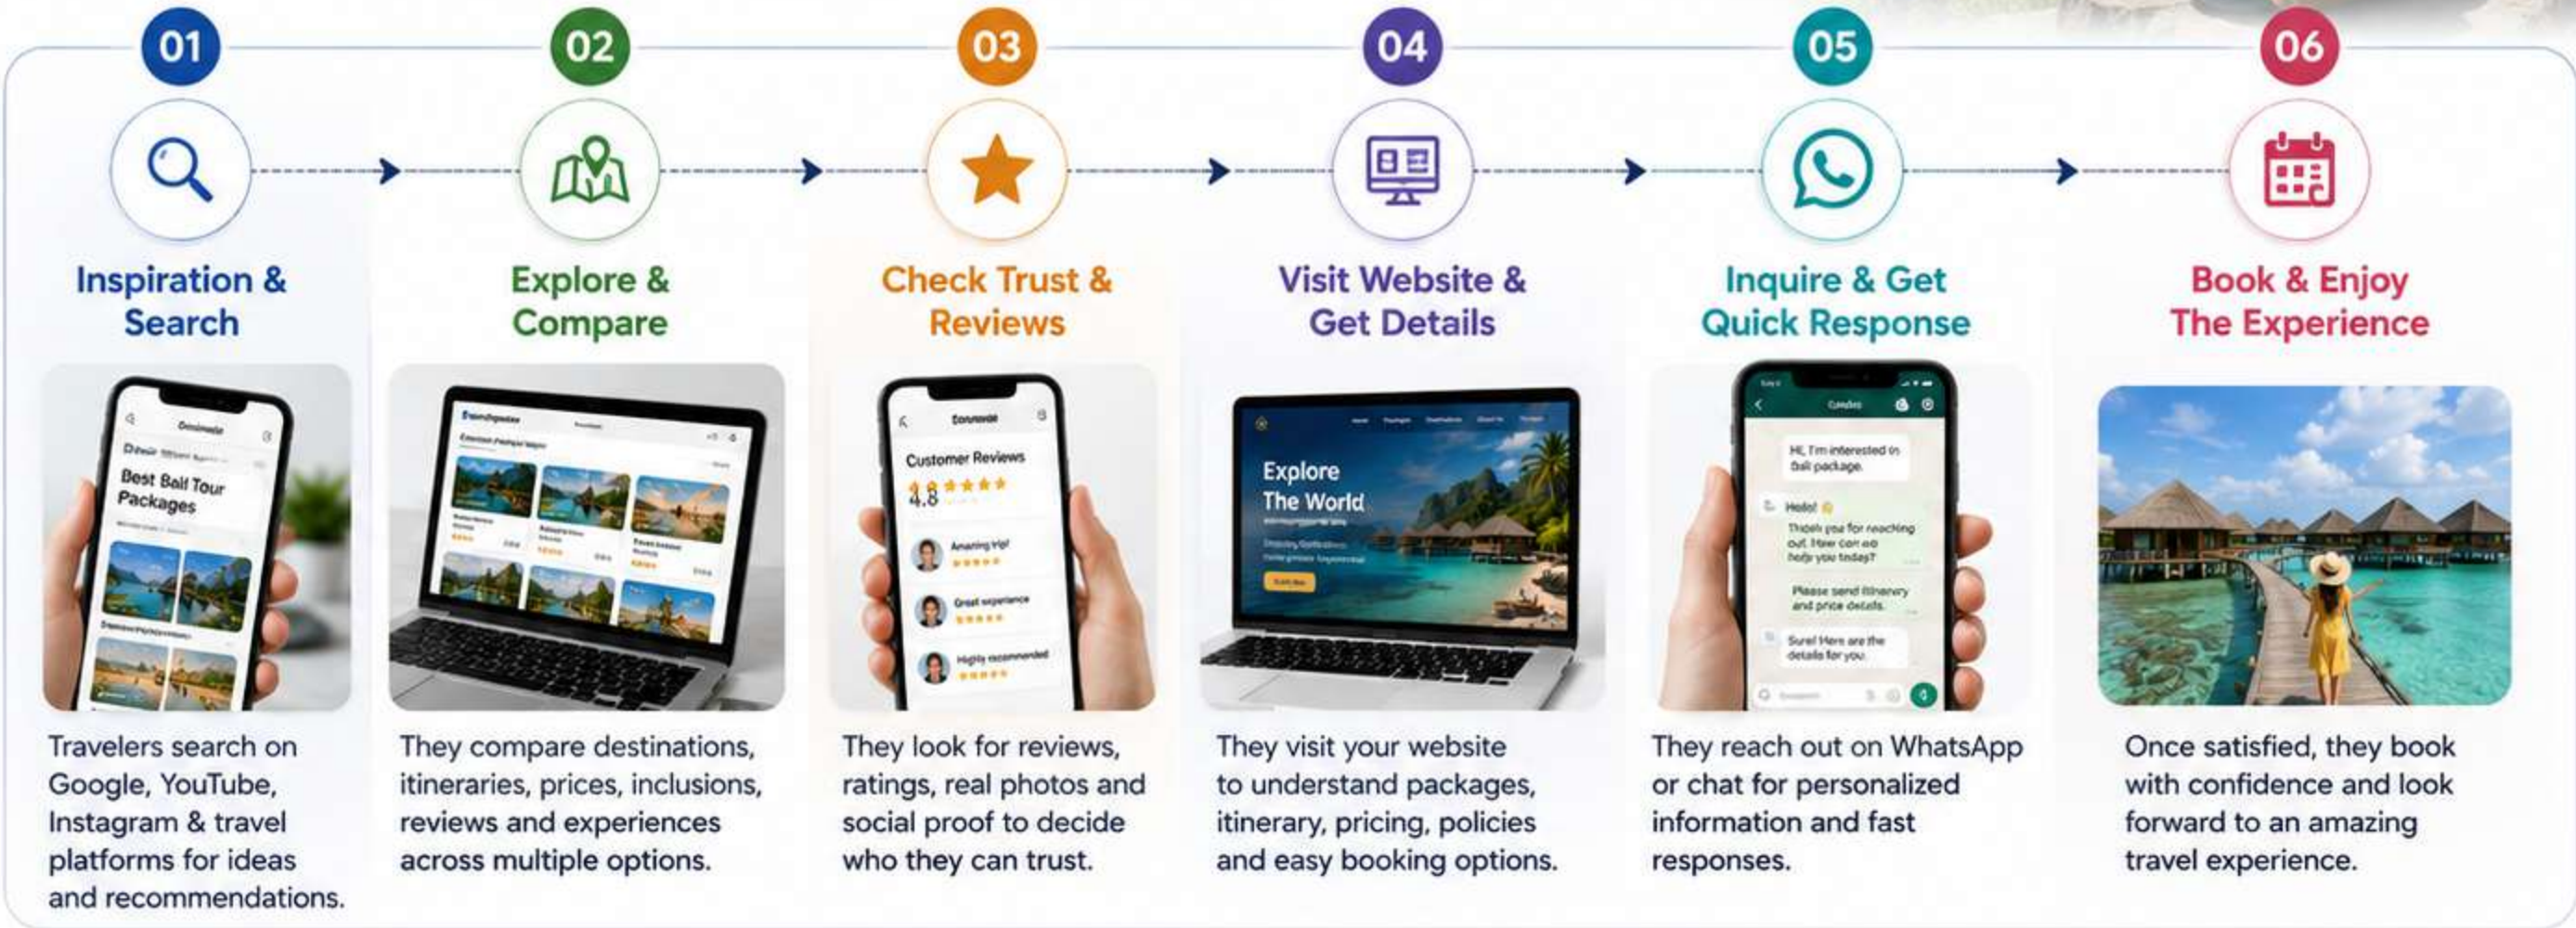 01
Inspiration &
Search
Best Bali Tour
Packages
Travelers search on
Google, YouTube,
Instagram & travel
platforms for ideas
and recommendations.
02
Explore &
Compare
They compare destinations,
itineraries, prices, inclusions,
reviews and experiences
across multiple options.
03
Check Trust &
Reviews
Customer Reviews
4.8
Amazing trip!
Great experience
Highly recommended
They look for reviews,
ratings, real photos and
social proof to decide
who they can trust.
04
Visit Website &
Get Details
Explore
The World
They visit your website
to understand packages,
itinerary, pricing, policies
and easy booking options.
05
Inquire & Get
Quick Response
Hi, I'm interested in
Bali package.
Hello!
Thank you for reaching
out. How can we
help you today?
Please send itinerary
and price details.
Sure! Here are the
details for you.
They reach out on WhatsApp
or chat for personalized
information and fast
responses.
06
Book & Enjoy
The Experience
Once satisfied, they book
with confidence and look
forward to an amazing
travel experience.